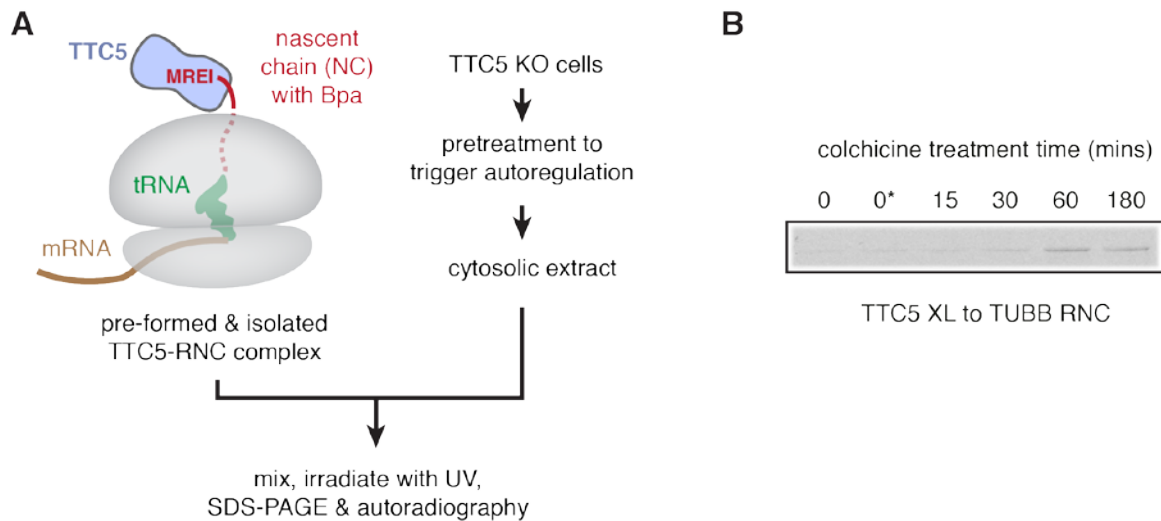 A
TTC5
MREI
nascent
chain (NC)
with Bpa
tRNA
mRNA
pre-formed & isolated
TTC5-RNC complex
TTC5 KO cells
pretreatment to
trigger autoregulation
cytosolic extract
mix, irradiate with UV,
SDS-PAGE & autoradiography
B
colchicine treatment time (mins)
0 0* 15 30 60 180
TTC5 XL to TUBB RNC